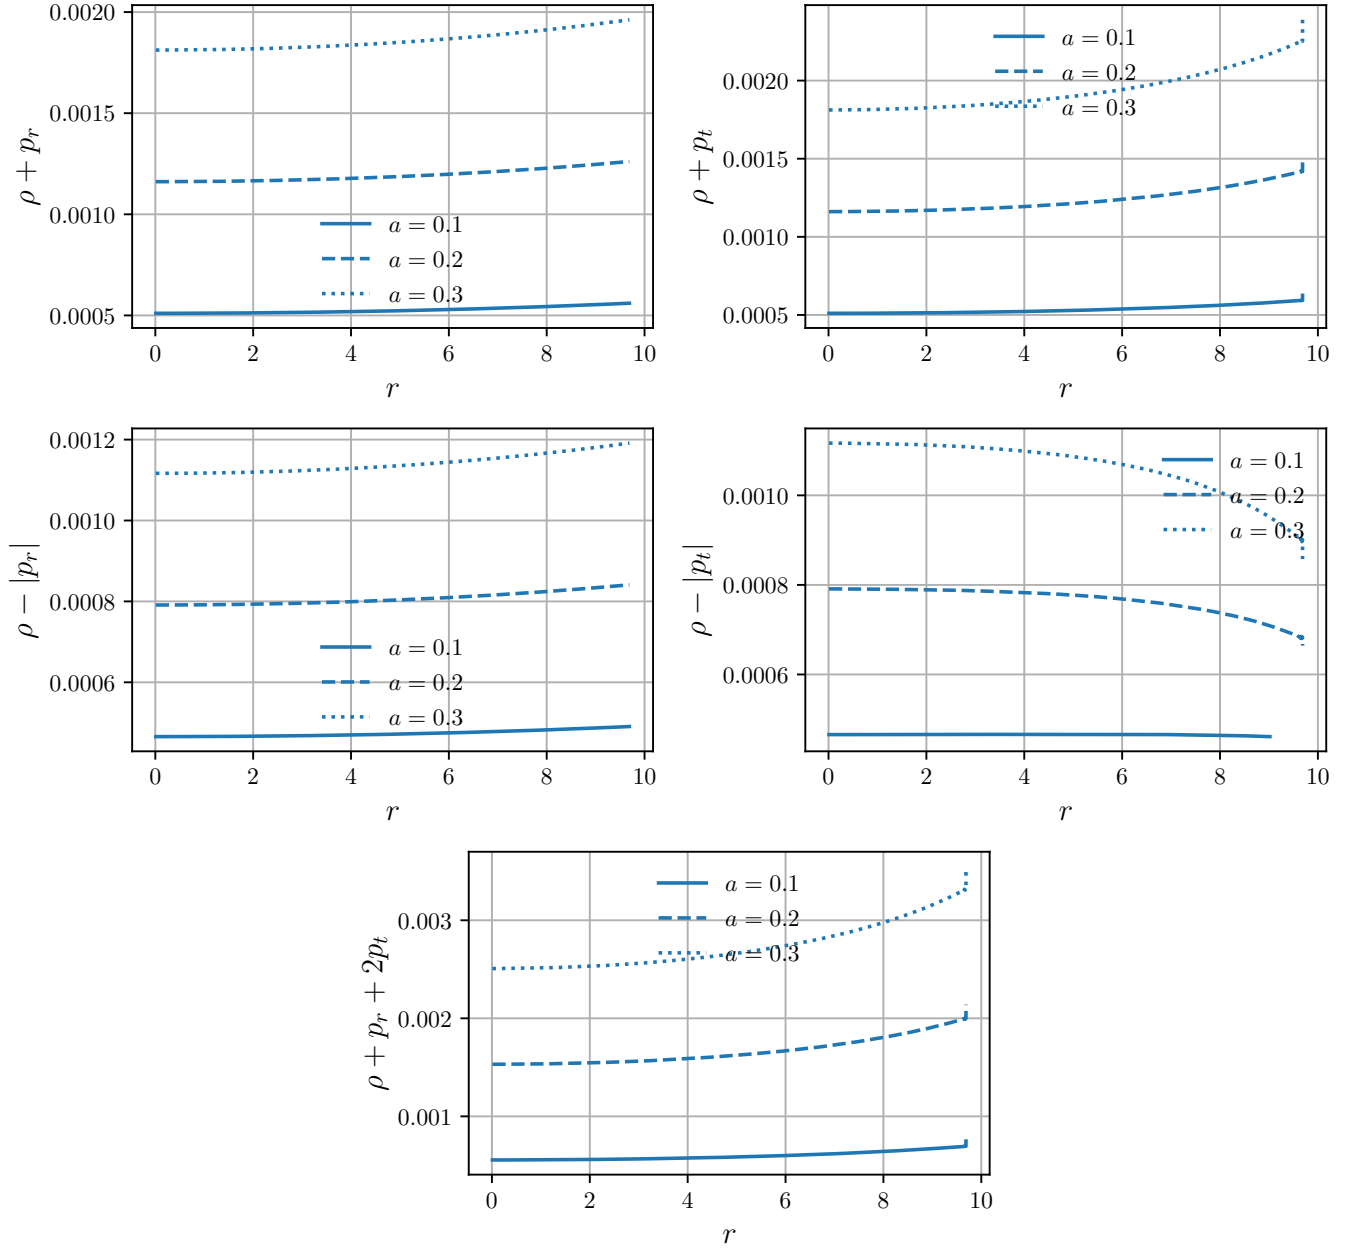 0.0020
0.0015
0.0010
0.0005
ρ + p_r
a = 0.1
a = 0.2
a = 0.3
0 2 4 6 8 10
r
0.0020
0.0015
0.0010
0.0005
ρ + p_t
a = 0.1
a = 0.2
a = 0.3
0 2 4 6 8 10
r
0.0012
0.0010
0.0008
0.0006
ρ − |p_r|
a = 0.1
a = 0.2
a = 0.3
0 2 4 6 8 10
r
0.0010
0.0008
0.0006
ρ − |p_t|
a = 0.1
a = 0.2
a = 0.3
0 2 4 6 8 10
r
0.003
0.002
0.001
ρ + p_r + 2p_t
a = 0.1
a = 0.2
a = 0.3
0 2 4 6 8 10
r